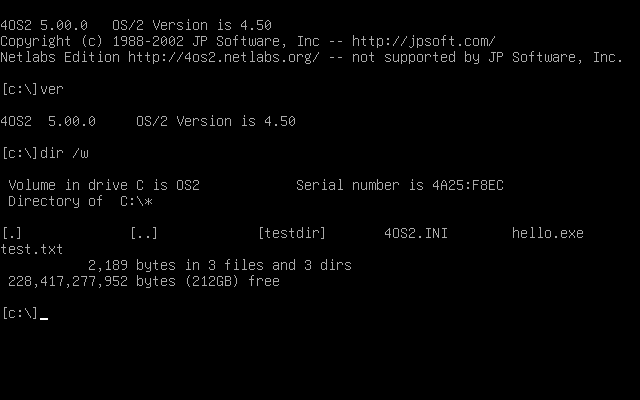 4OS2 5.00.0   OS/2 Version is 4.50
Copyright (c) 1988-2002 JP Software, Inc -- http://jpsoft.com/
Netlabs Edition http://4os2.netlabs.org/ -- not supported by JP Software, Inc.
[c:\]ver
4OS2  5.00.0     OS/2 Version is 4.50
[c:\]dir /w
Volume in drive C is OS2            Serial number is 4A25:F8EC
Directory of  C:\*
[.]             [..]            [testdir]       4OS2.INI        hello.exe
test.txt
2,189 bytes in 3 files and 3 dirs
228,417,277,952 bytes (212GB) free
[c:\]_